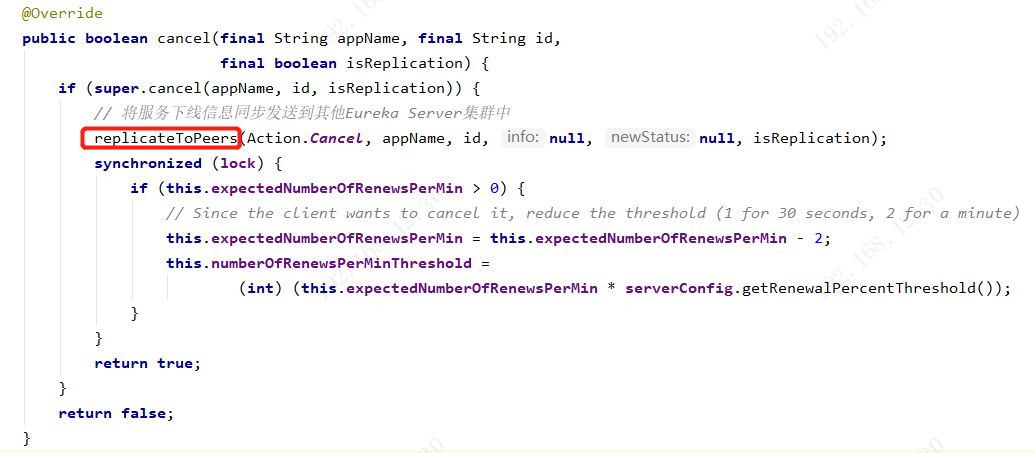 @Override
public boolean cancel(final String appName, final String id,
final boolean isReplication) {
if (super.cancel(appName, id, isReplication)) {
// 将服务下线信息同步发送到其他Eureka Server集群中
replicateToPeers(Action.Cancel, appName, id, info: null, newStatus: null, isReplication);
synchronized (lock) {
if (this.expectedNumberOfRenewsPerMin > 0) {
// Since the client wants to cancel it, reduce the threshold (1 for 30 seconds, 2 for a minute)
this.expectedNumberOfRenewsPerMin = this.expectedNumberOfRenewsPerMin - 2;
this.numberOfRenewsPerMinThreshold =
(int) (this.expectedNumberOfRenewsPerMin * serverConfig.getRenewalPercentThreshold());
}
}
return true;
}
return false;
}